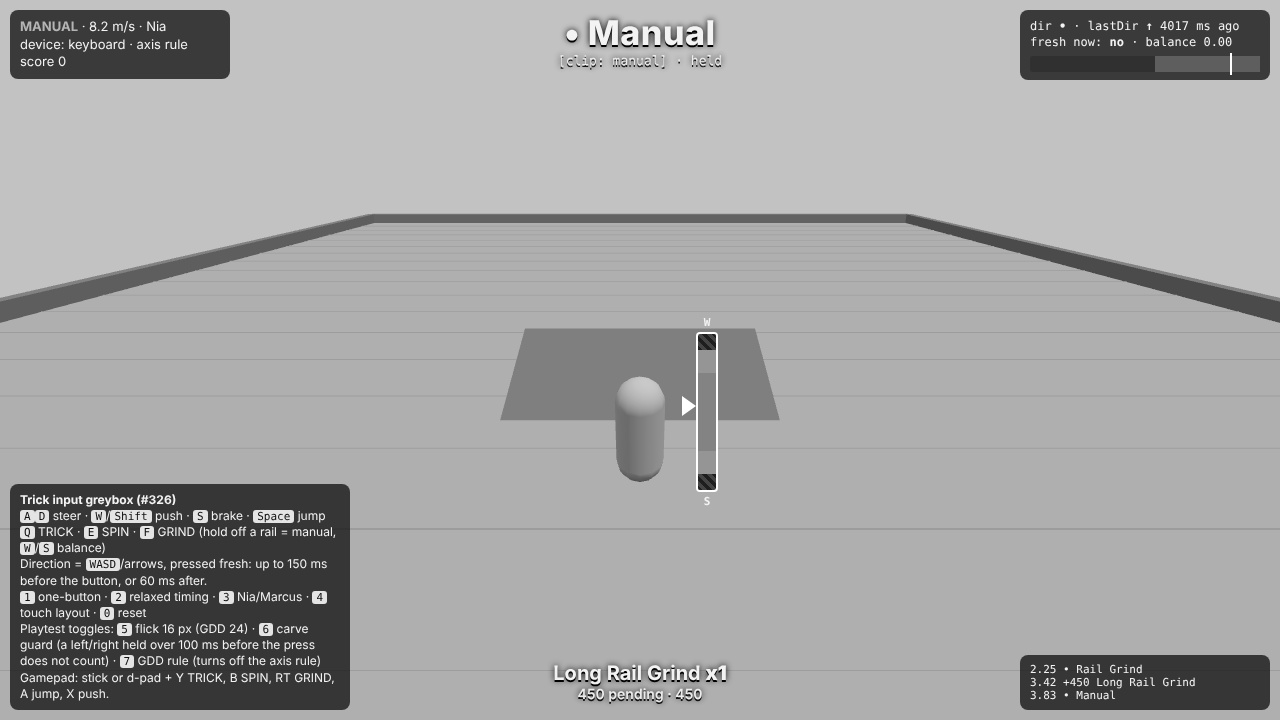 MANUAL · 8.2 m/s · Nia
device: keyboard · axis rule
score 0
• Manual
[clip: manual] · held
dir • · lastDir ↑ 4017 ms ago
fresh now: no · balance 0.00
W
S
Trick input greybox (#326)
A D steer · W/Shift push · S brake · Space jump
Q TRICK · E SPIN · F GRIND (hold off a rail = manual,
W/S balance)
Direction = WASD/arrows, pressed fresh: up to 150 ms
before the button, or 60 ms after.
1 one-button · 2 relaxed timing · 3 Nia/Marcus · 4
touch layout · 0 reset
Playtest toggles: 5 flick 16 px (GDD 24) · 6 carve
guard (a left/right held over 100 ms before the press
does not count) · 7 GDD rule (turns off the axis rule)
Gamepad: stick or d-pad + Y TRICK, B SPIN, RT GRIND,
A jump, X push.
Long Rail Grind x1
450 pending · 450
2.25 • Rail Grind
3.42 +450 Long Rail Grind
3.83 • Manual